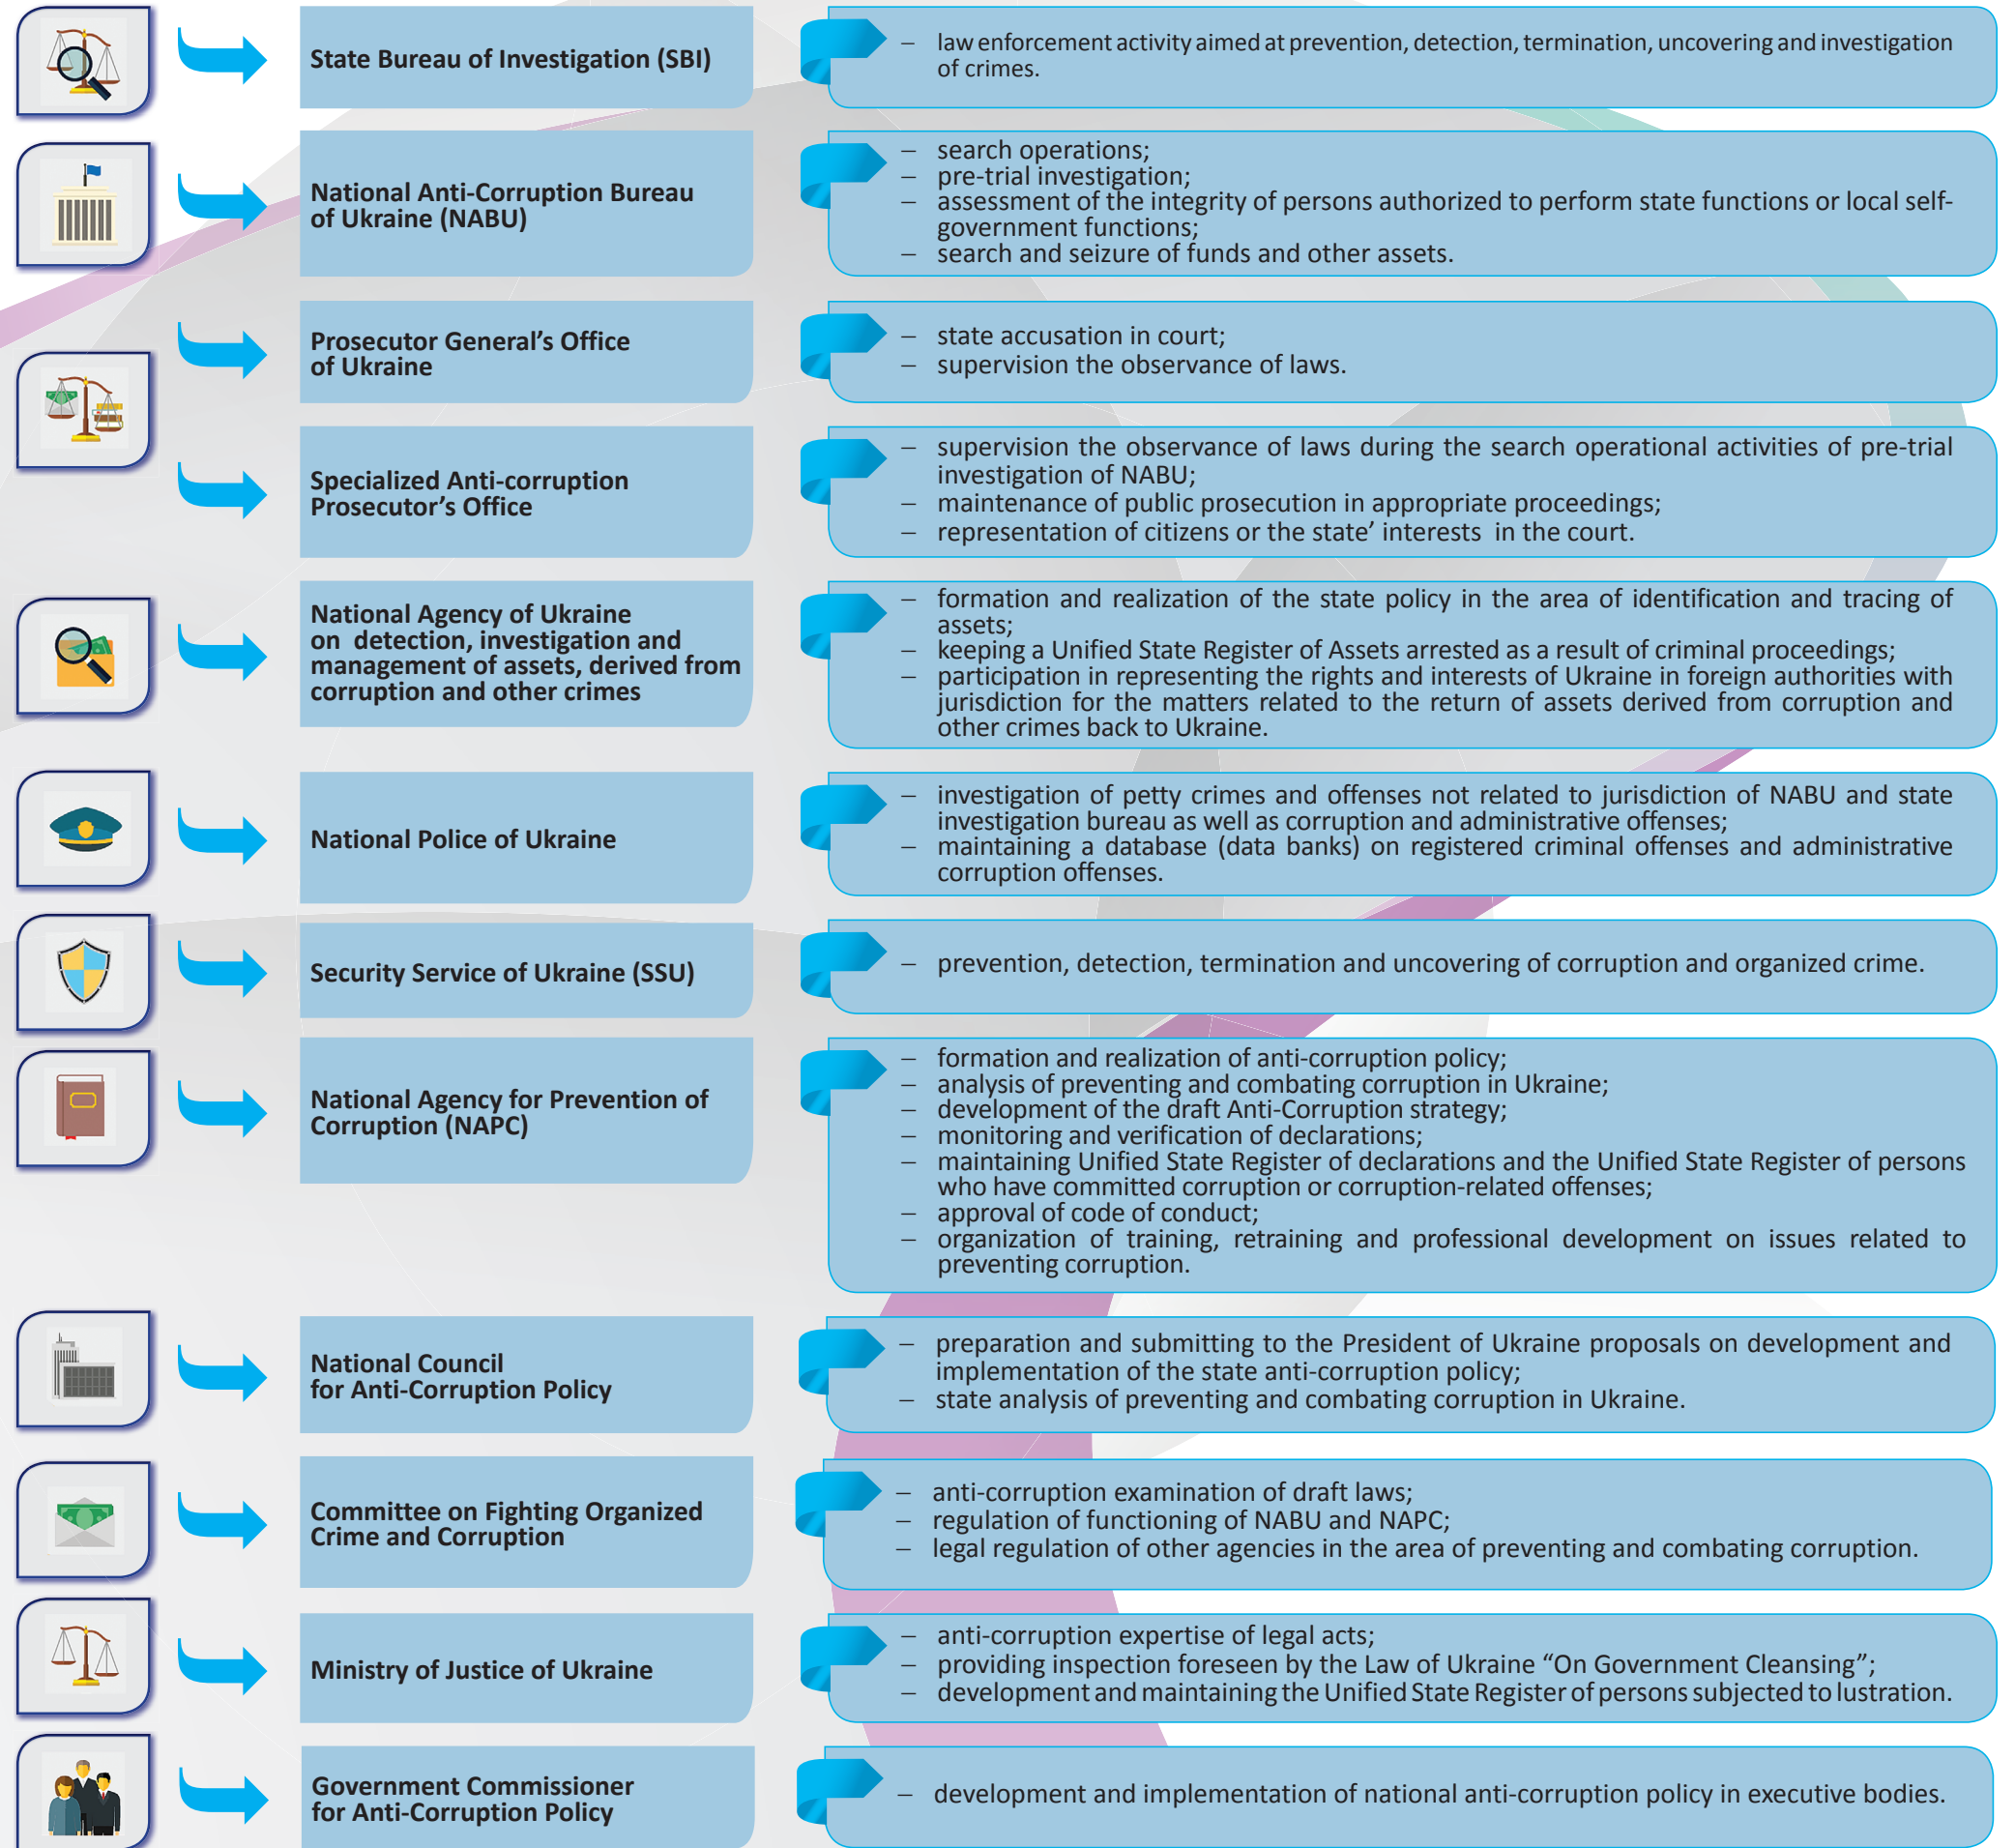 State Bureau of Investigation (SBI)
– law enforcement activity aimed at prevention, detection, termination, uncovering and investigation
of crimes.
National Anti-Corruption Bureau
of Ukraine (NABU)
– search operations;
– pre-trial investigation;
– assessment of the integrity of persons authorized to perform state functions or local self-
government functions;
– search and seizure of funds and other assets.
Prosecutor General’s Office
of Ukraine
– state accusation in court;
– supervision the observance of laws.
Specialized Anti-corruption
Prosecutor’s Office
– supervision the observance of laws during the search operational activities of pre-trial
investigation of NABU;
– maintenance of public prosecution in appropriate proceedings;
– representation of citizens or the state’ interests in the court.
National Agency of Ukraine
on detection, investigation and
management of assets, derived from
corruption and other crimes
– formation and realization of the state policy in the area of identification and tracing of
assets;
– keeping a Unified State Register of Assets arrested as a result of criminal proceedings;
– participation in representing the rights and interests of Ukraine in foreign authorities with
jurisdiction for the matters related to the return of assets derived from corruption and
other crimes back to Ukraine.
National Police of Ukraine
– investigation of petty crimes and offenses not related to jurisdiction of NABU and state
investigation bureau as well as corruption and administrative offenses;
– maintaining a database (data banks) on registered criminal offenses and administrative
corruption offenses.
Security Service of Ukraine (SSU)
– prevention, detection, termination and uncovering of corruption and organized crime.
National Agency for Prevention of
Corruption (NAPC)
– formation and realization of anti-corruption policy;
– analysis of preventing and combating corruption in Ukraine;
– development of the draft Anti-Corruption strategy;
– monitoring and verification of declarations;
– maintaining Unified State Register of declarations and the Unified State Register of persons
who have committed corruption or corruption-related offenses;
– approval of code of conduct;
– organization of training, retraining and professional development on issues related to
preventing corruption.
National Council
for Anti-Corruption Policy
– preparation and submitting to the President of Ukraine proposals on development and
implementation of the state anti-corruption policy;
– state analysis of preventing and combating corruption in Ukraine.
Committee on Fighting Organized
Crime and Corruption
– anti-corruption examination of draft laws;
– regulation of functioning of NABU and NAPC;
– legal regulation of other agencies in the area of preventing and combating corruption.
Ministry of Justice of Ukraine
– anti-corruption expertise of legal acts;
– providing inspection foreseen by the Law of Ukraine “On Government Cleansing”;
– development and maintaining the Unified State Register of persons subjected to lustration.
Government Commissioner
for Anti-Corruption Policy
– development and implementation of national anti-corruption policy in executive bodies.